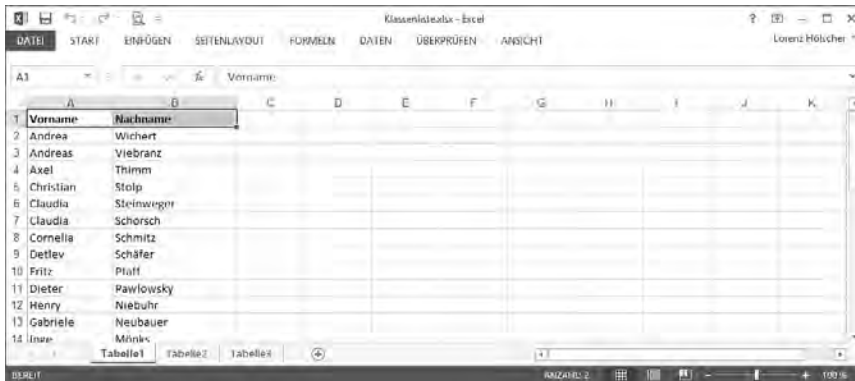 Klassenliste.xlsx - Excel
?
DATEI START EINFÜGEN SEITENLAYOUT FORMELN DATEN ÜBERPRÜFEN ANSICHT Lorenz Hölscher
A1 fx Vorname
A B C D E F G H I J K
1 Vorname Nachname
2 Andrea Wichert
3 Andreas Viebranz
4 Axel Thimm
5 Christian Stolp
6 Claudia Steinweger
7 Claudia Schorsch
8 Cornelia Schmitz
9 Detlev Schäfer
10 Fritz Pfaff
11 Dieter Pawlowsky
12 Henry Niebuhr
13 Gabriele Neubauer
14 Inge Mönks
Tabelle1 Tabelle2 Tabelle3
BEREIT ANZAHL: 2 100 %